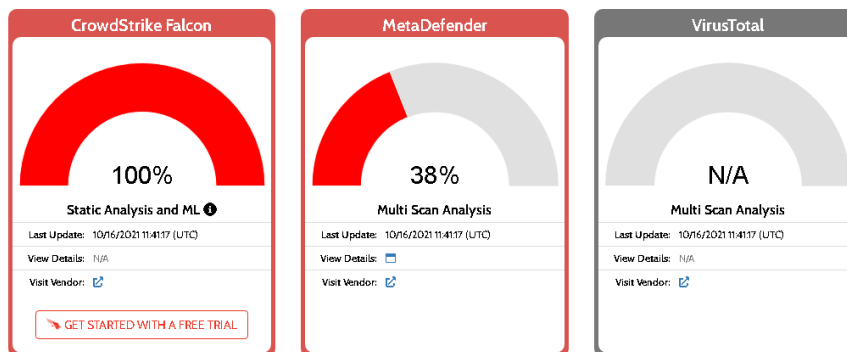 CrowdStrike Falcon
100%
Static Analysis and ML
Last Update: 10/16/2021 11:41:17 (UTC)
View Details: N/A
Visit Vendor:
GET STARTED WITH A FREE TRIAL
MetaDefender
38%
Multi Scan Analysis
Last Update: 10/16/2021 11:41:17 (UTC)
View Details:
Visit Vendor:
VirusTotal
N/A
Multi Scan Analysis
Last Update: 10/16/2021 11:41:17 (UTC)
View Details: N/A
Visit Vendor: